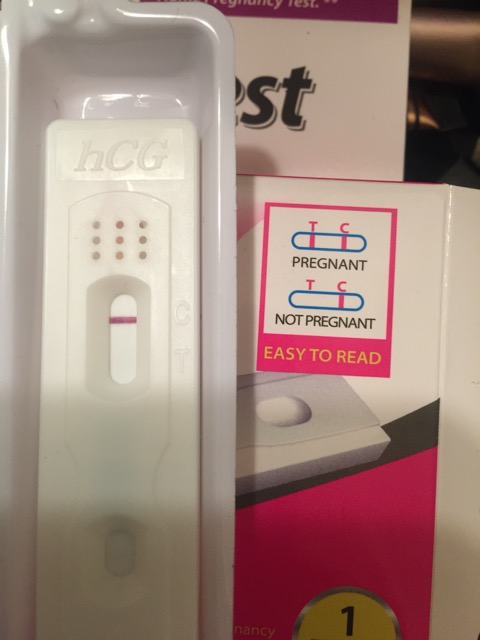 Pregnancy Test. **
est
hCG
C
T
T C
PREGNANT
T C
NOT PREGNANT
EASY TO READ
1
nancy